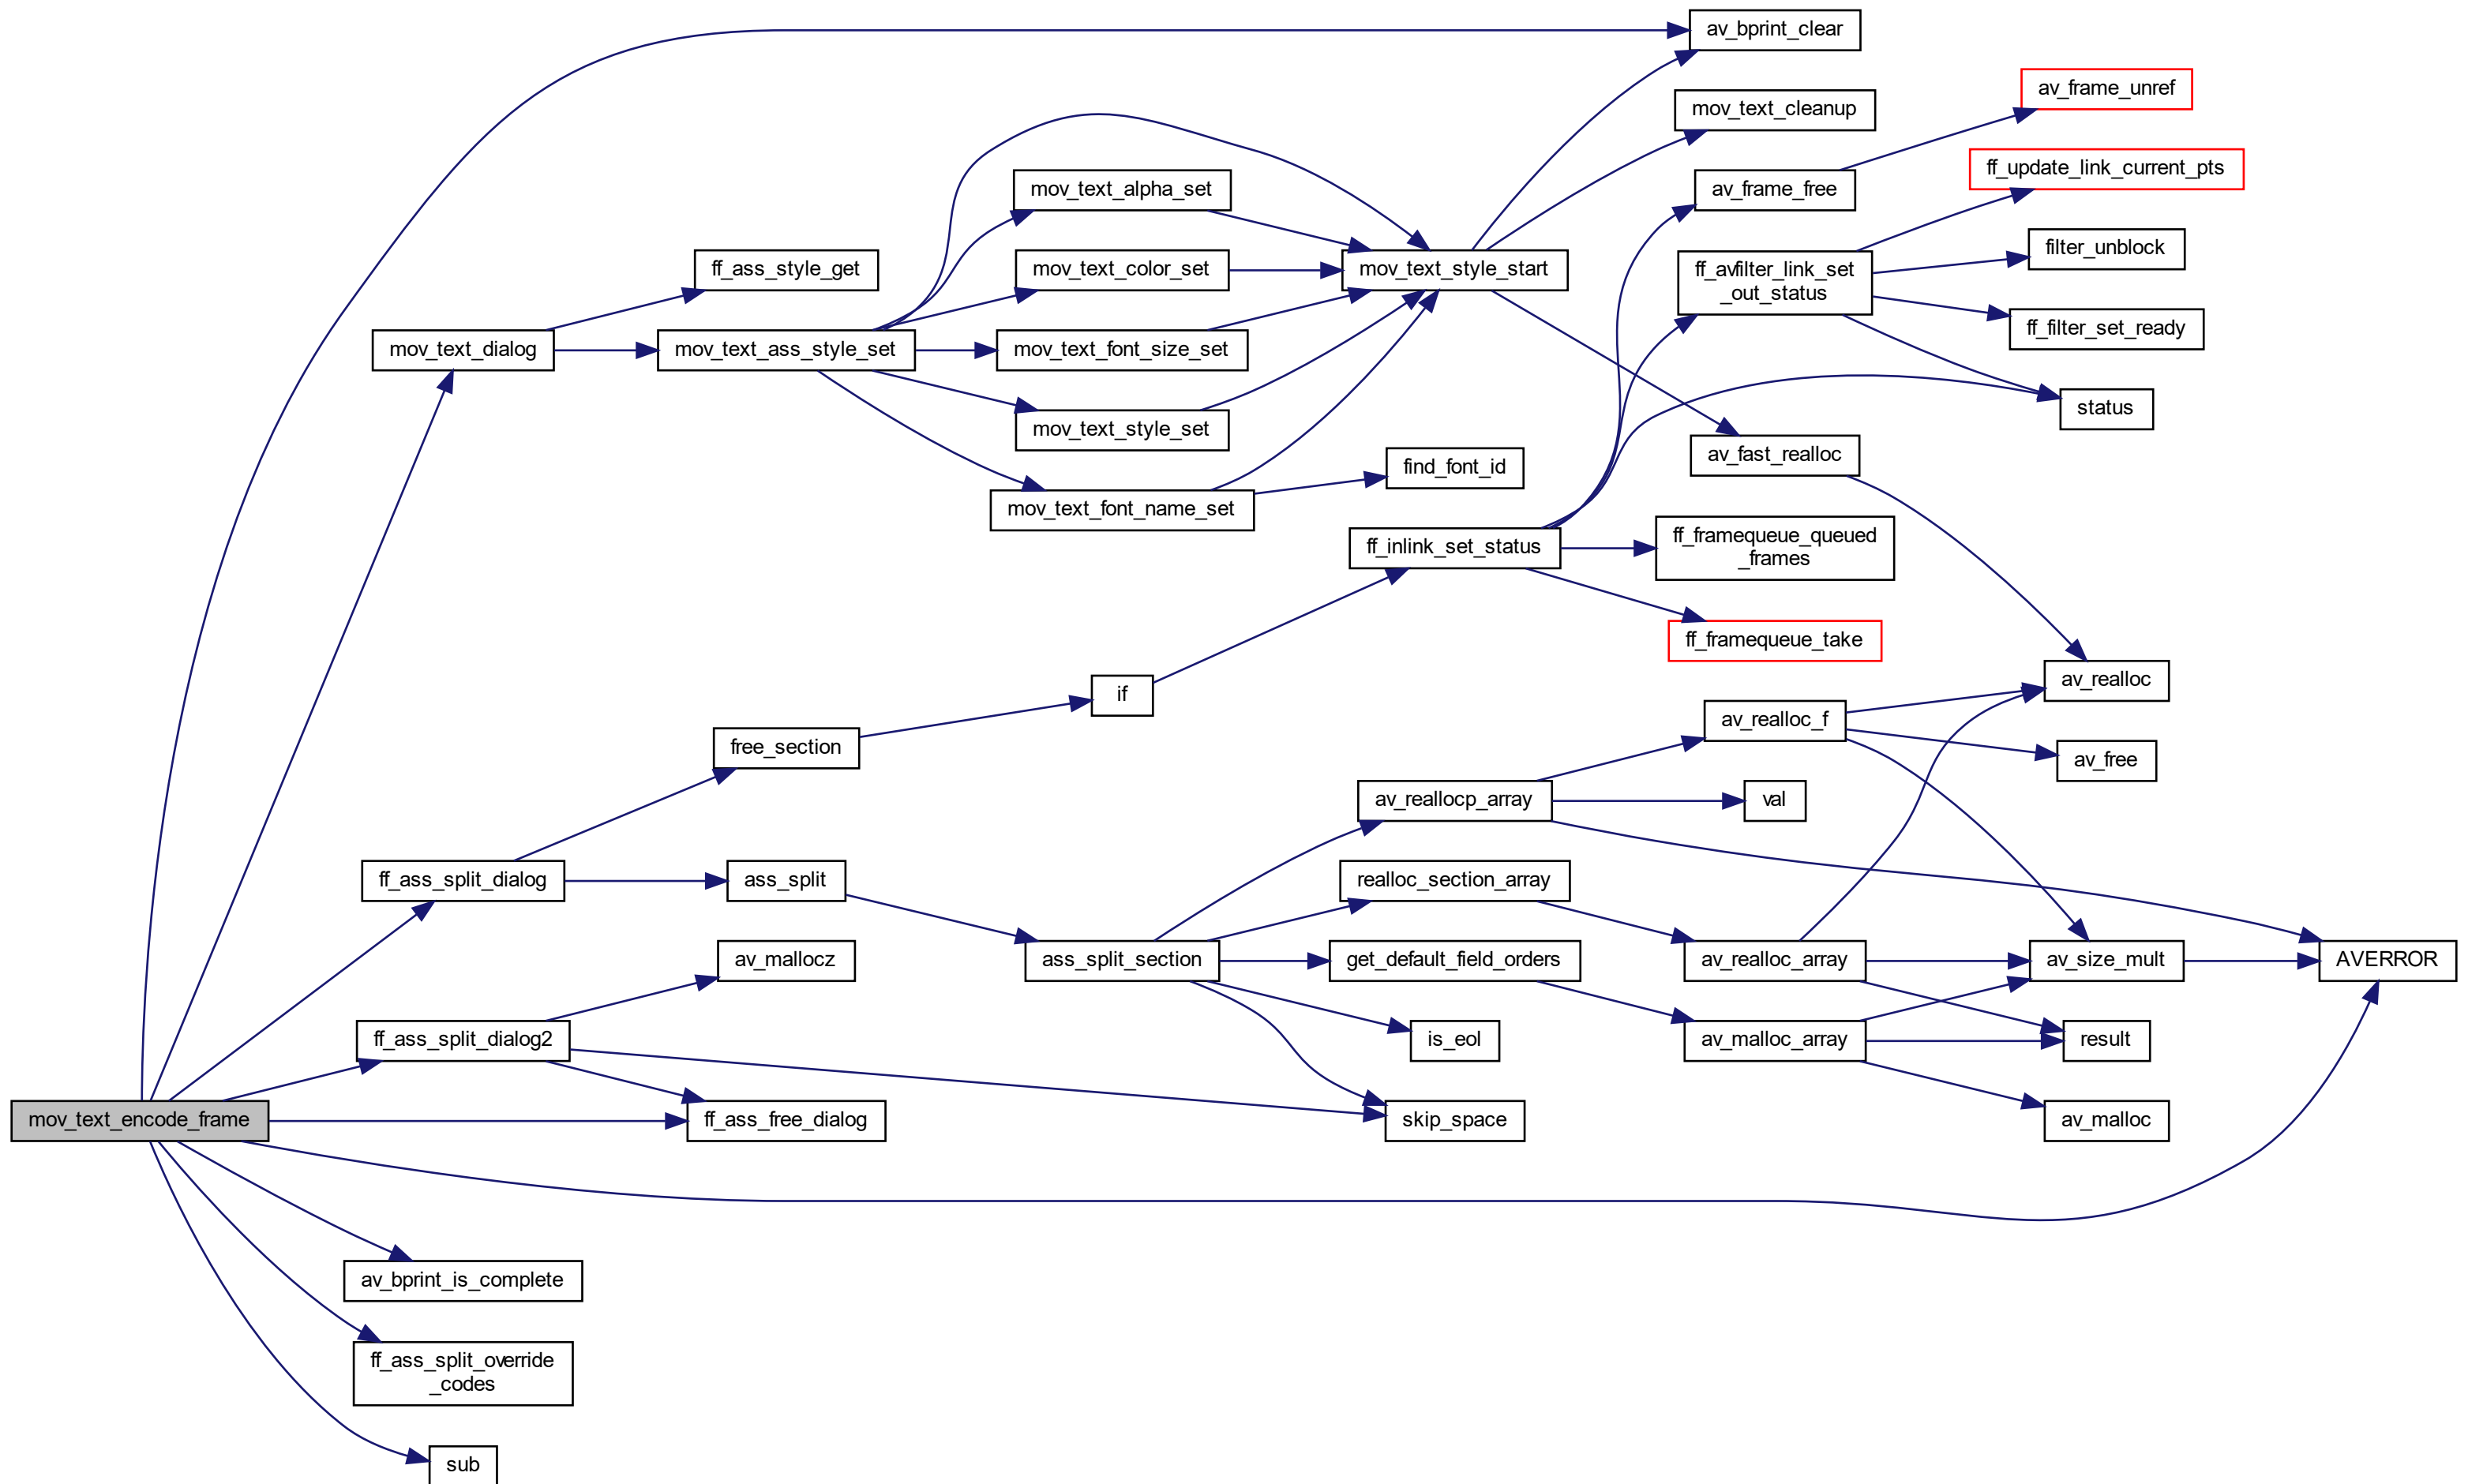 av_bprint_clear
av_frame_unref
mov_text_cleanup
ff_update_link_current_pts
mov_text_alpha_set
av_frame_free
filter_unblock
ff_ass_style_get
mov_text_color_set
mov_text_style_start
ff_avfilter_link_set
_out_status
ff_filter_set_ready
mov_text_dialog
mov_text_ass_style_set
mov_text_font_size_set
status
mov_text_style_set
av_fast_realloc
find_font_id
mov_text_font_name_set
ff_inlink_set_status
ff_framequeue_queued
_frames
ff_framequeue_take
av_realloc
if
av_realloc_f
free_section
av_free
av_reallocp_array
val
ff_ass_split_dialog
ass_split
realloc_section_array
av_mallocz
ass_split_section
get_default_field_orders
av_realloc_array
av_size_mult
AVERROR
ff_ass_split_dialog2
is_eol
av_malloc_array
result
mov_text_encode_frame
ff_ass_free_dialog
skip_space
av_malloc
av_bprint_is_complete
ff_ass_split_override
_codes
sub